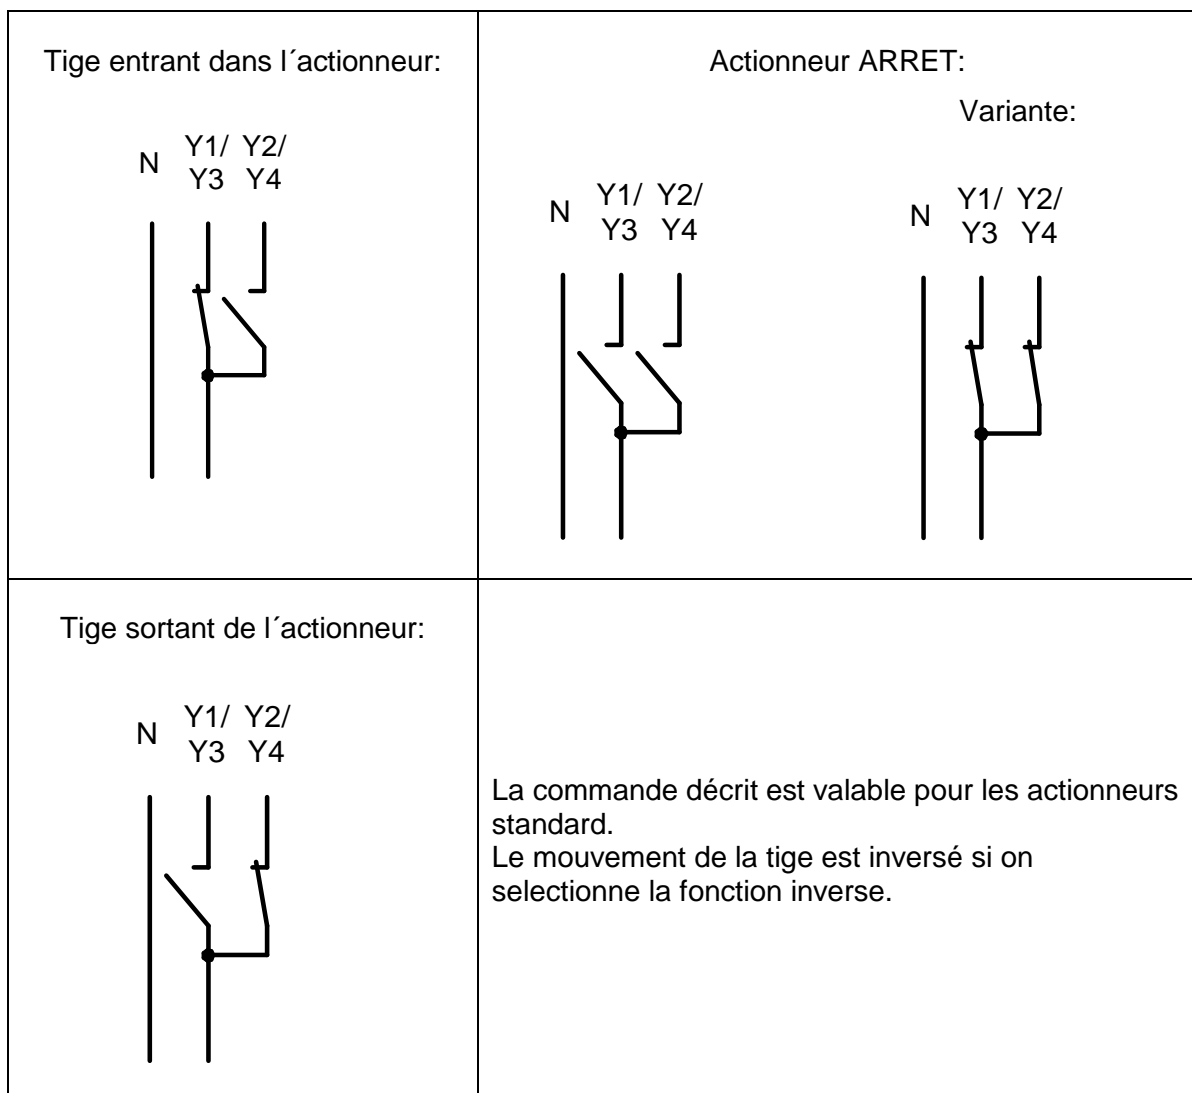 Tige entrant dans l´actionneur:
N Y1/ Y2/
Y3 Y4
Actionneur ARRET:
Variante:
N Y1/ Y2/
Y3 Y4
N Y1/ Y2/
Y3 Y4
Tige sortant de l´actionneur:
N Y1/ Y2/
Y3 Y4
La commande décrit est valable pour les actionneurs
standard.
Le mouvement de la tige est inversé si on
selectionne la fonction inverse.